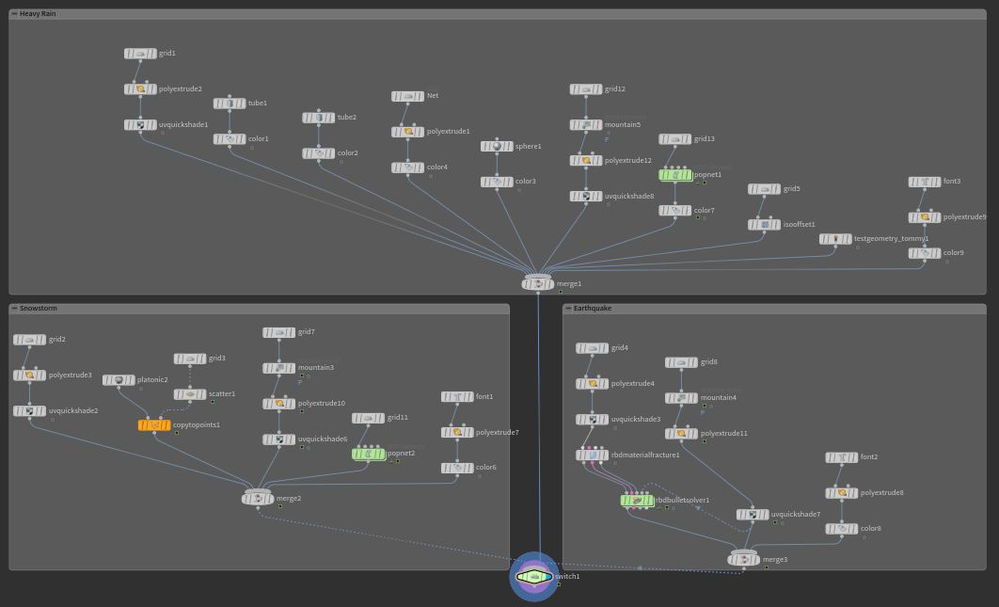 Heavy Rain
grid1
polyextrude2
uvquickshade1
tube1
color1
tube2
color2
Net
polyextrude1
color4
sphere1
color3
grid12
mountain5
P
polyextrude12
uvquickshade8
grid13
popnet1
color7
grid5
isooffset1
testgeometry_tommy1
font3
polyextrude9
color9
merge1
Snowstorm
grid2
polyextrude3
uvquickshade2
platonic2
grid3
scatter1
copytopoints1
grid7
mountain3
P
polyextrude10
uvquickshade6
grid11
popnet2
font1
polyextrude7
color6
merge2
Earthquake
grid4
polyextrude4
uvquickshade3
rbdmaterialfracture1
rbdbulletsolver1
grid8
mountain4
P
polyextrude11
uvquickshade7
font2
polyextrude8
color8
merge3
switch1